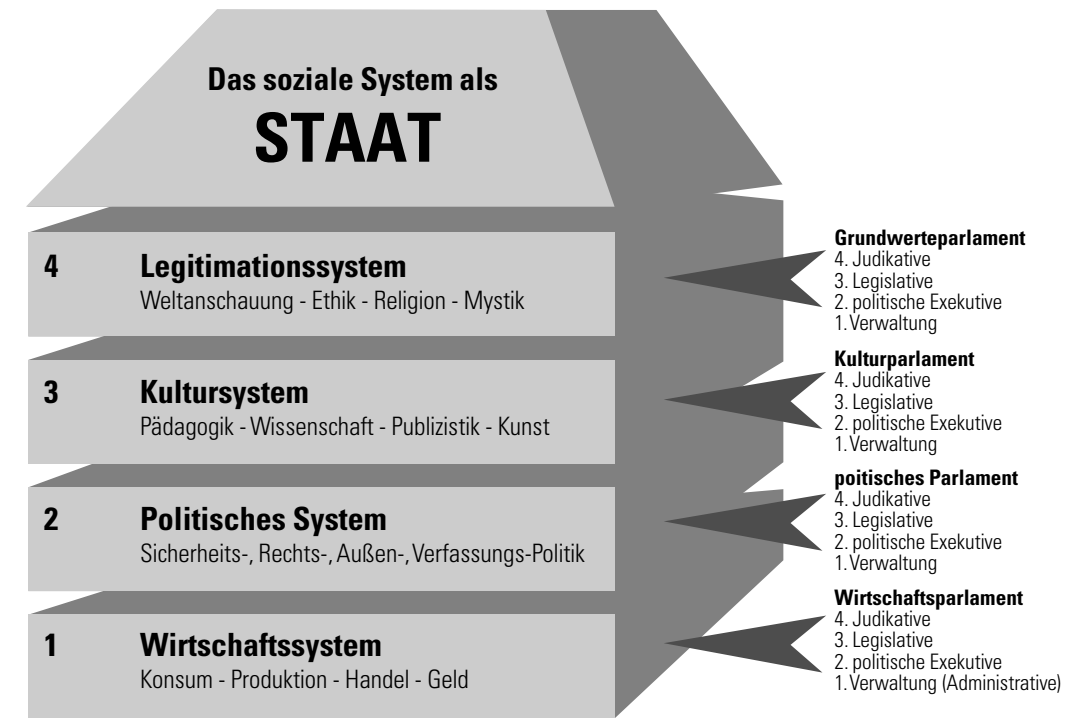 Das soziale System als
STAAT
4 Legitimationssystem
Weltanschauung - Ethik - Religion - Mystik
Grundwerteparlament
4. Judikative
3. Legislative
2. politische Exekutive
1. Verwaltung
3 Kultursystem
Pädagogik - Wissenschaft - Publizistik - Kunst
Kulturparlament
4. Judikative
3. Legislative
2. politische Exekutive
1. Verwaltung
2 Politisches System
Sicherheits-, Rechts-, Außen-, Verfassungs-Politik
poitisches Parlament
4. Judikative
3. Legislative
2. politische Exekutive
1. Verwaltung
1 Wirtschaftssystem
Konsum - Produktion - Handel - Geld
Wirtschaftsparlament
4. Judikative
3. Legislative
2. politische Exekutive
1. Verwaltung (Administrative)